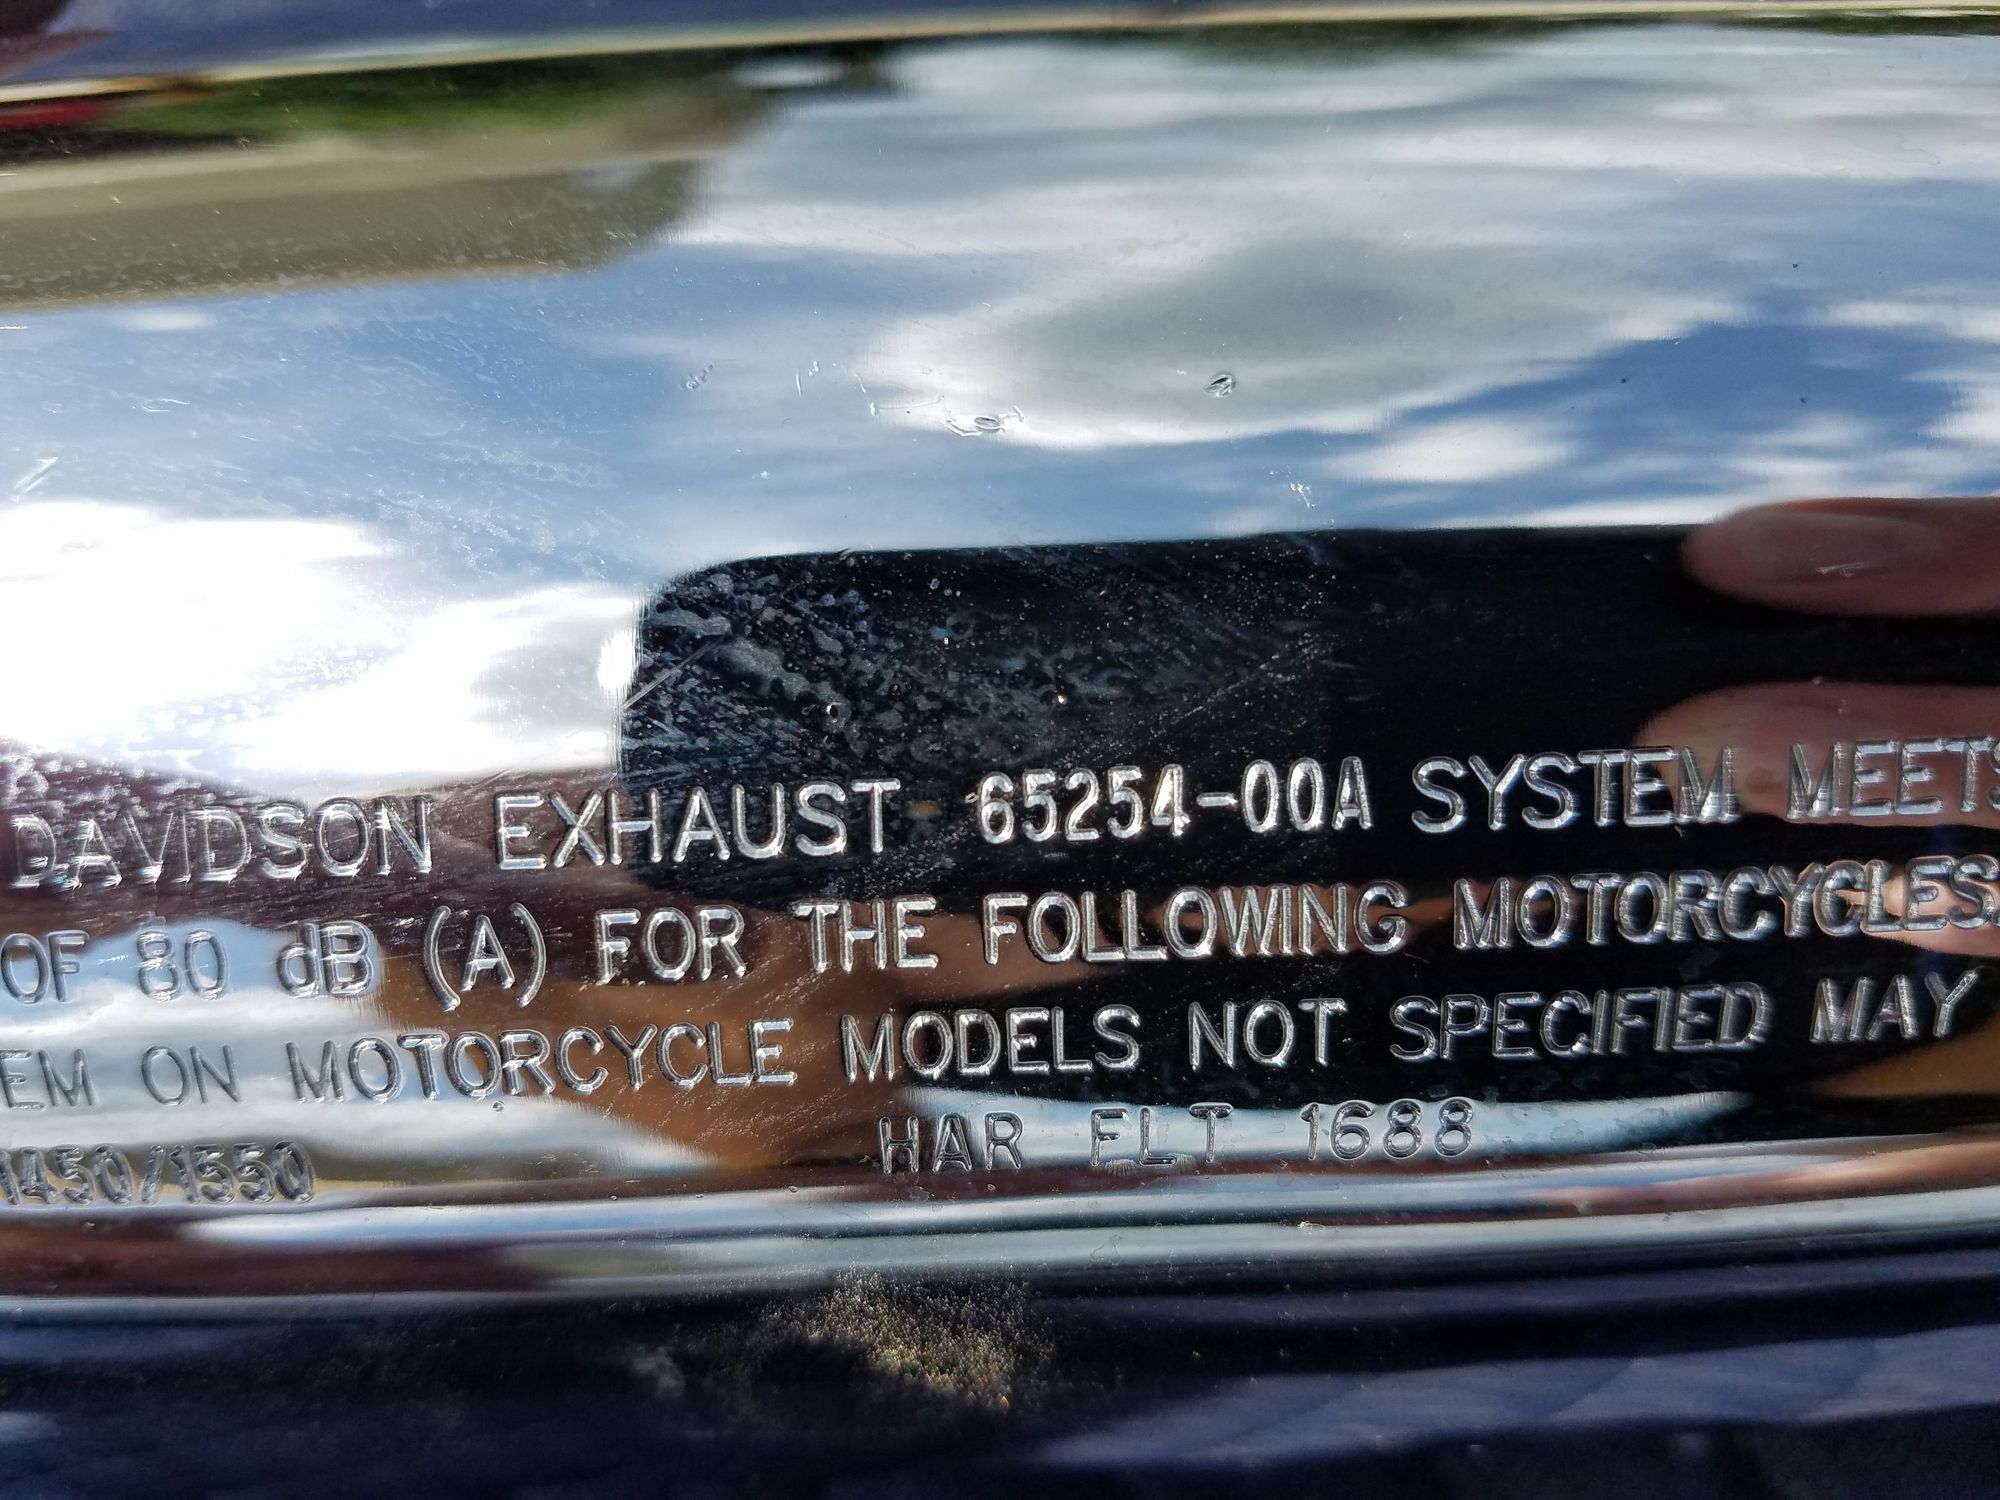 DAVIDSON EXHAUST 65254-00A SYSTEM MEETS
OF 80 dB (A) FOR THE FOLLOWING MOTORCYCLES.
EM ON MOTORCYCLE MODELS NOT SPECIFIED MAY
HAR FLT 1688
1450/1550